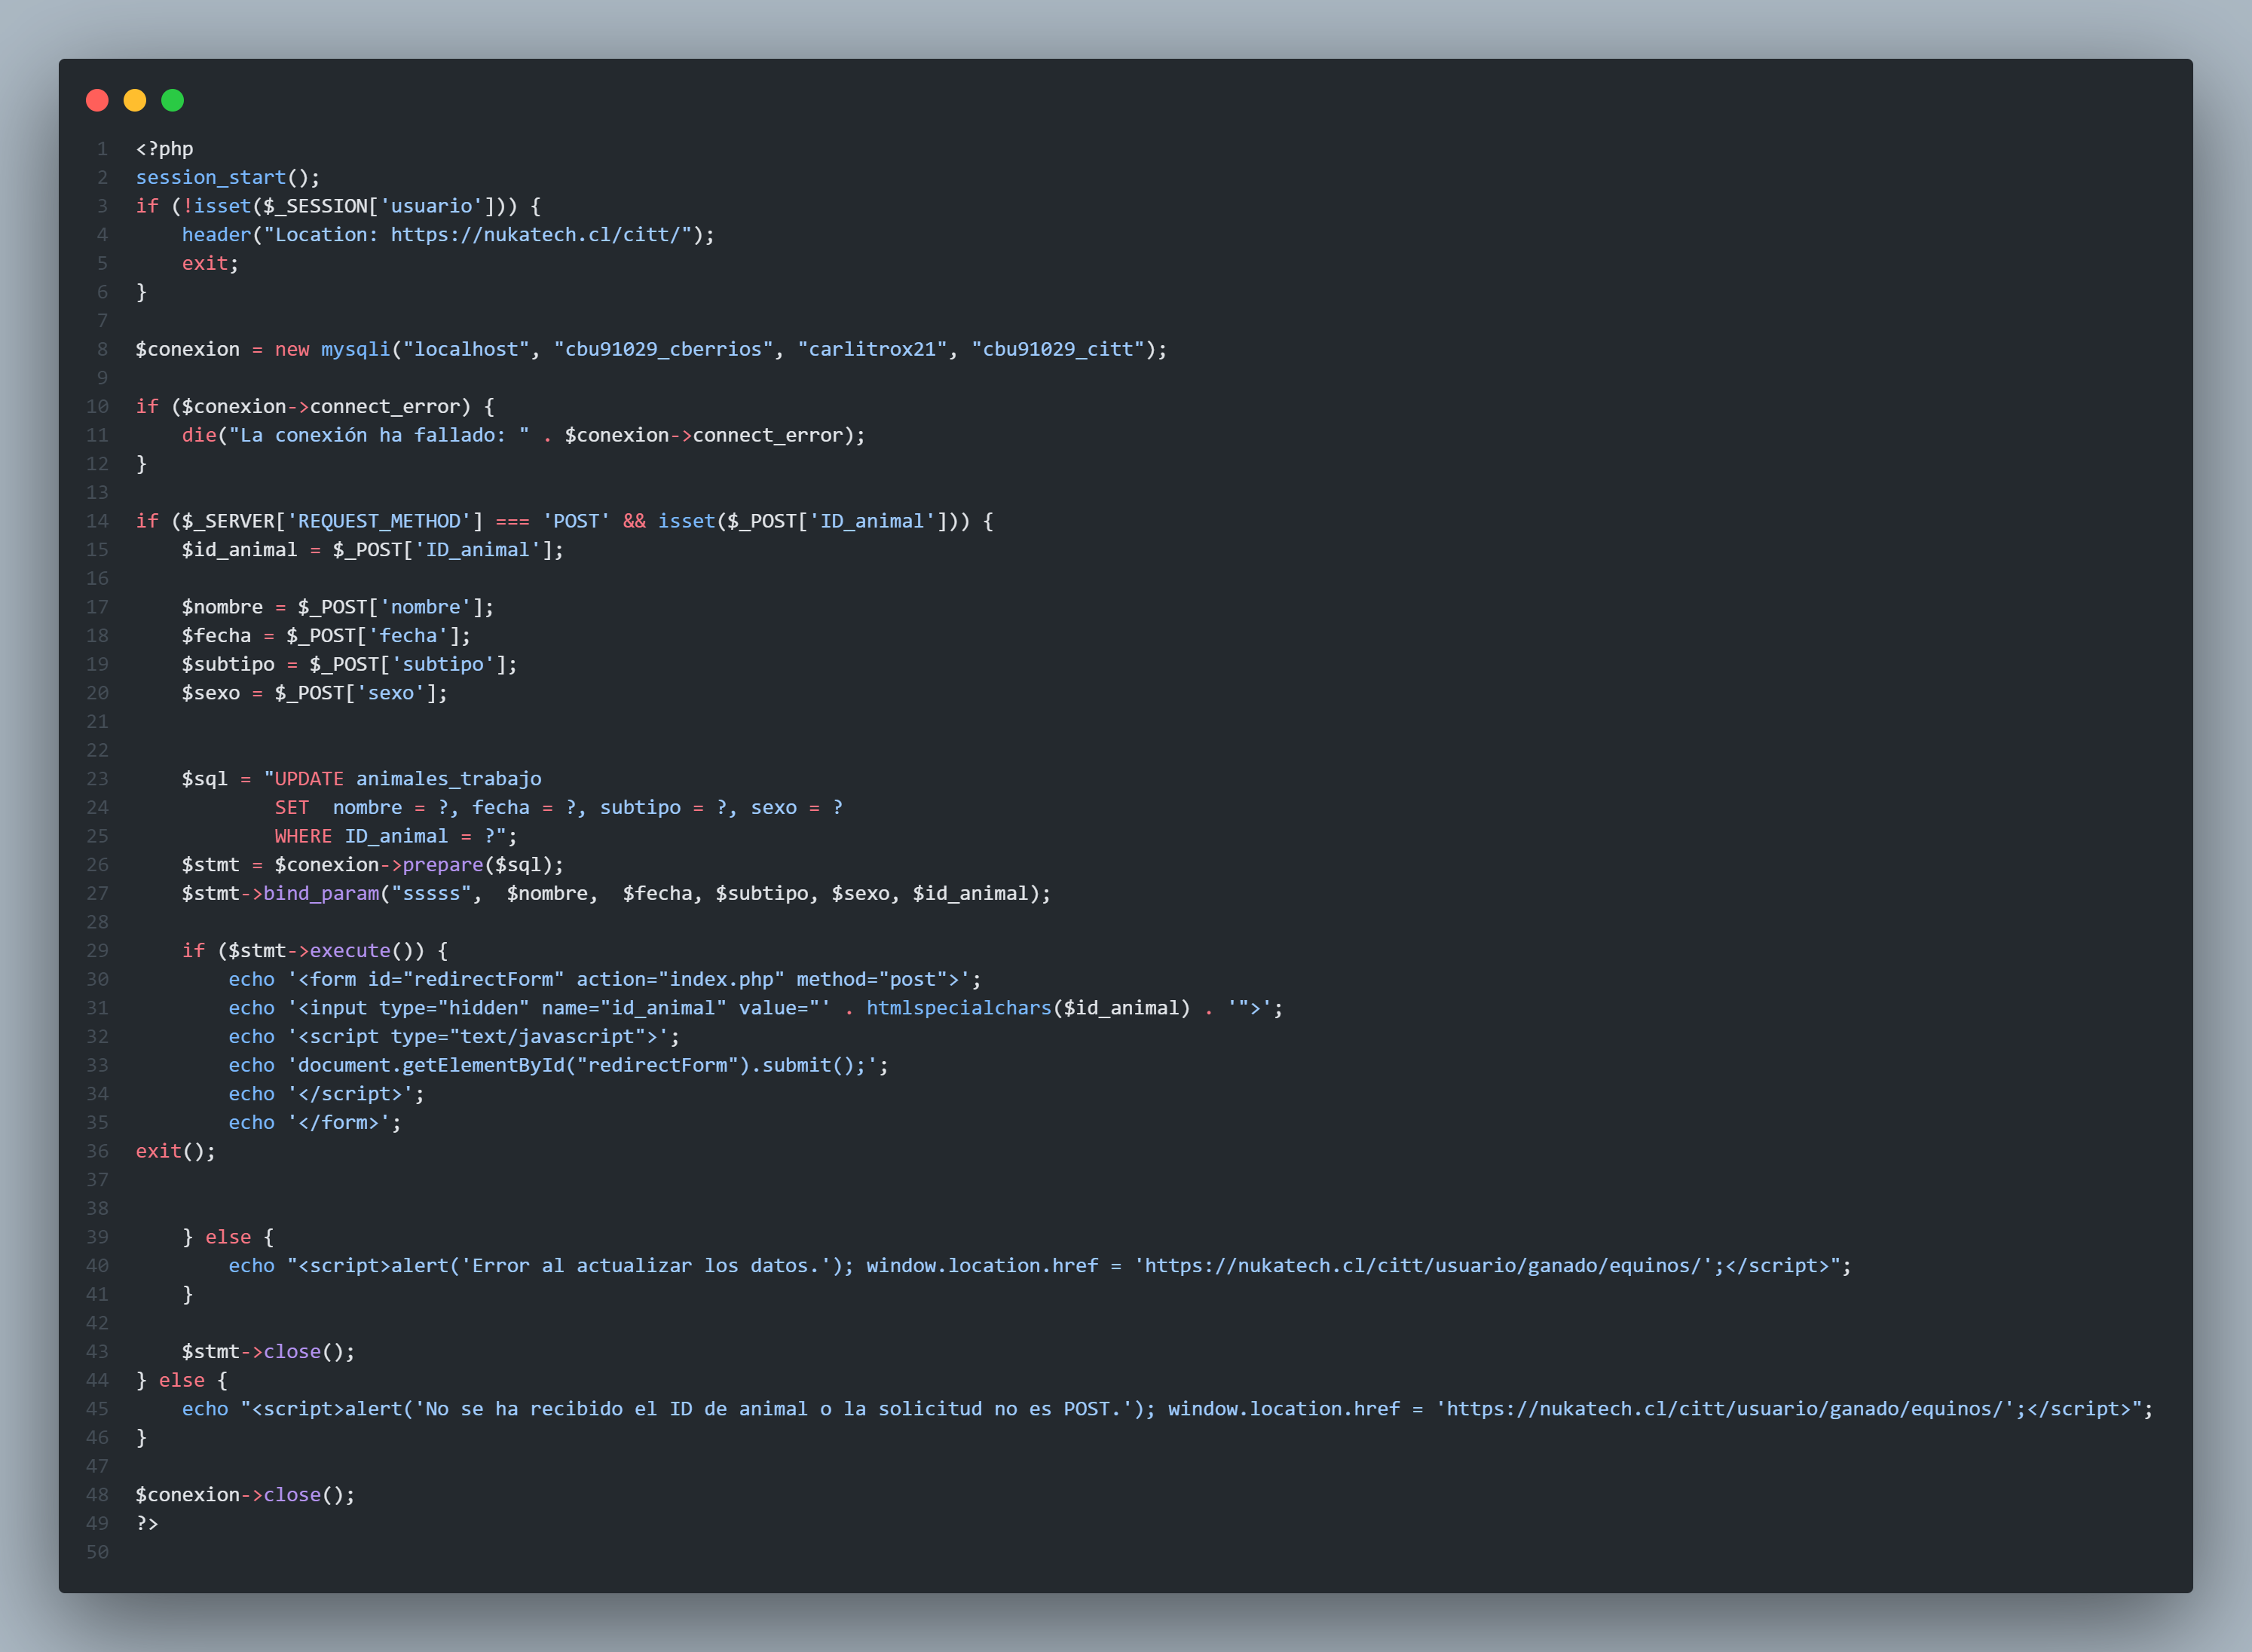 1 <?php
2 session_start();
3 if (!isset($_SESSION['usuario'])) {
4     header("Location: https://nukatech.cl/citt/");
5     exit;
6 }
7
8 $conexion = new mysqli("localhost", "cbu91029_cberrios", "carlitrox21", "cbu91029_citt");
9
10 if ($conexion->connect_error) {
11     die("La conexión ha fallado: " . $conexion->connect_error);
12 }
13
14 if ($_SERVER['REQUEST_METHOD'] === 'POST' && isset($_POST['ID_animal'])) {
15     $id_animal = $_POST['ID_animal'];
16
17     $nombre = $_POST['nombre'];
18     $fecha = $_POST['fecha'];
19     $subtipo = $_POST['subtipo'];
20     $sexo = $_POST['sexo'];
21
22
23     $sql = "UPDATE animales_trabajo
24             SET  nombre = ?, fecha = ?, subtipo = ?, sexo = ?
25             WHERE ID_animal = ?";
26     $stmt = $conexion->prepare($sql);
27     $stmt->bind_param("sssss",  $nombre,  $fecha, $subtipo, $sexo, $id_animal);
28
29     if ($stmt->execute()) {
30         echo '<form id="redirectForm" action="index.php" method="post">';
31         echo '<input type="hidden" name="id_animal" value="' . htmlspecialchars($id_animal) . '">';
32         echo '<script type="text/javascript">';
33         echo 'document.getElementById("redirectForm").submit();';
34         echo '</script>';
35         echo '</form>';
36 exit();
37
38
39     } else {
40         echo "<script>alert('Error al actualizar los datos.'); window.location.href = 'https://nukatech.cl/citt/usuario/ganado/equinos/';</script>";
41     }
42
43     $stmt->close();
44 } else {
45     echo "<script>alert('No se ha recibido el ID de animal o la solicitud no es POST.'); window.location.href = 'https://nukatech.cl/citt/usuario/ganado/equinos/';</script>";
46 }
47
48 $conexion->close();
49 ?>
50